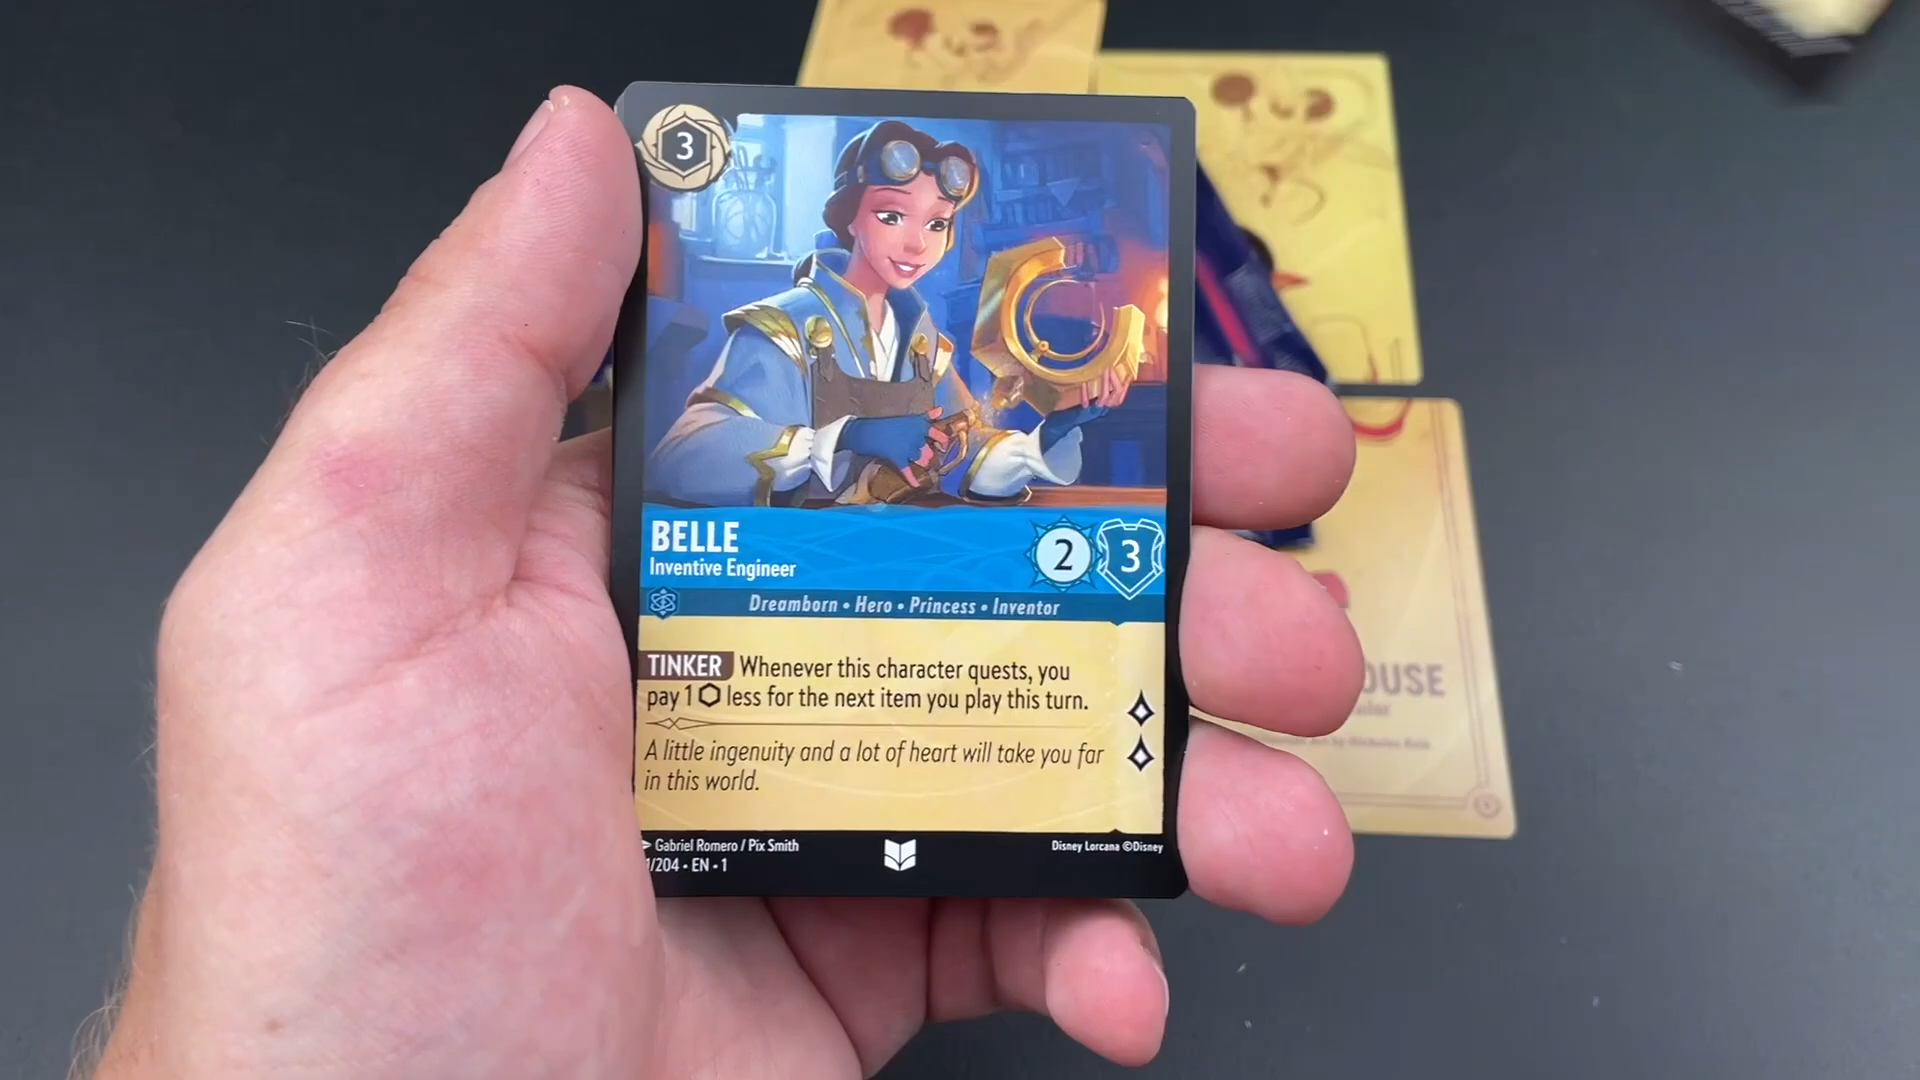 3
BELLE
Inventive Engineer
2 3
Dreamborn • Hero • Princess • Inventor
TINKER Whenever this character quests, you
pay 1 ⬡ less for the next item you play this turn.
A little ingenuity and a lot of heart will take you far
in this world.
Gabriel Romero / Pix Smith
Disney Lorcana ©Disney
/204 • EN • 1
OUSE